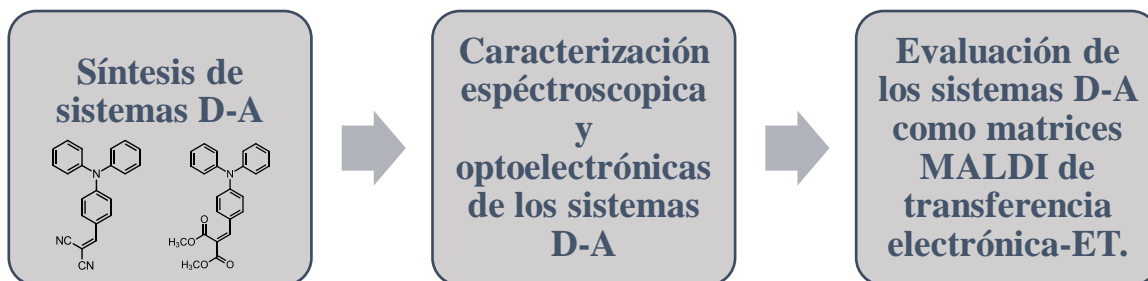 Síntesis de
sistemas D-A
N
NC
CN
N
O
H₃CO
H₃CO
O
Caracterización
espéctroscopica
y
optoelectrónicas
de los sistemas
D-A
Evaluación de
los sistemas D-A
como matrices
MALDI de
transferencia
electrónica-ET.